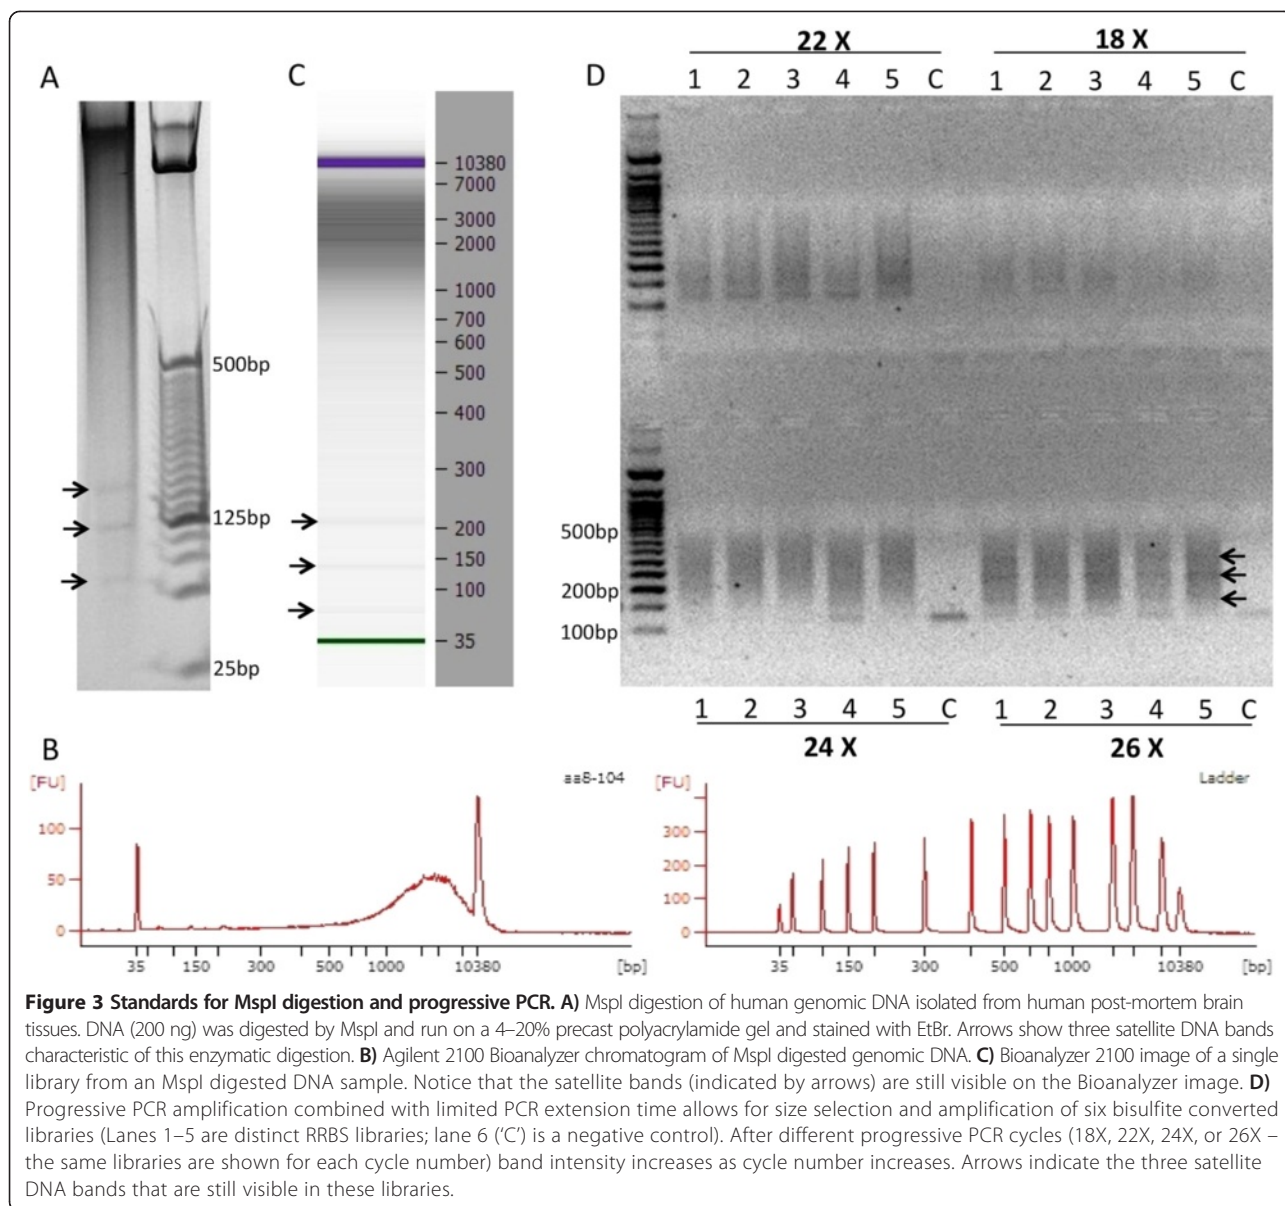 22 X 18 X
A C D 1 2 3 4 5 C 1 2 3 4 5 C
10380
7000
3000
2000
1000
700
600
500bp
500
400
300
125bp
200
500bp
150
100
200bp
100bp
35
25bp
1 2 3 4 5 C 1 2 3 4 5 C
24 X 26 X
B
[FU] aa8-104
100
50
0
35 150 300 500 1000 10380 [bp]
[FU] Ladder
300
200
100
0
35 150 300 500 1000 10380 [bp]
Figure 3 Standards for MspI digestion and progressive PCR. A) MspI digestion of human genomic DNA isolated from human post-mortem brain
tissues. DNA (200 ng) was digested by MspI and run on a 4–20% precast polyacrylamide gel and stained with EtBr. Arrows show three satellite DNA bands
characteristic of this enzymatic digestion. B) Agilent 2100 Bioanalyzer chromatogram of MspI digested genomic DNA. C) Bioanalyzer 2100 image of a single
library from an MspI digested DNA sample. Notice that the satellite bands (indicated by arrows) are still visible on the Bioanalyzer image. D)
Progressive PCR amplification combined with limited PCR extension time allows for size selection and amplification of six bisulfite converted
libraries (Lanes 1–5 are distinct RRBS libraries; lane 6 (‘C’) is a negative control). After different progressive PCR cycles (18X, 22X, 24X, or 26X –
the same libraries are shown for each cycle number) band intensity increases as cycle number increases. Arrows indicate the three satellite
DNA bands that are still visible in these libraries.